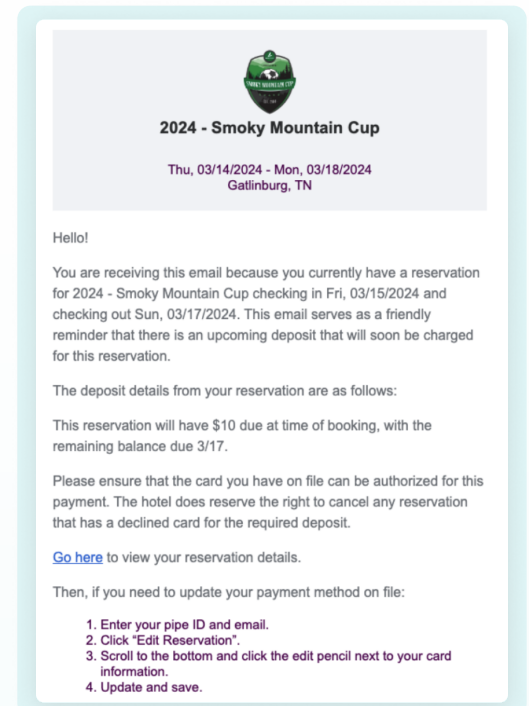 SMOKY MOUNTAIN CUP
2024 - Smoky Mountain Cup
Thu, 03/14/2024 - Mon, 03/18/2024
Gatlinburg, TN
Hello!
You are receiving this email because you currently have a reservation
for 2024 - Smoky Mountain Cup checking in Fri, 03/15/2024 and
checking out Sun, 03/17/2024. This email serves as a friendly
reminder that there is an upcoming deposit that will soon be charged
for this reservation.
The deposit details from your reservation are as follows:
This reservation will have $10 due at time of booking, with the
remaining balance due 3/17.
Please ensure that the card you have on file can be authorized for this
payment. The hotel does reserve the right to cancel any reservation
that has a declined card for the required deposit.
Go here to view your reservation details.
Then, if you need to update your payment method on file:
1. Enter your pipe ID and email.
2. Click “Edit Reservation”.
3. Scroll to the bottom and click the edit pencil next to your card
information.
4. Update and save.